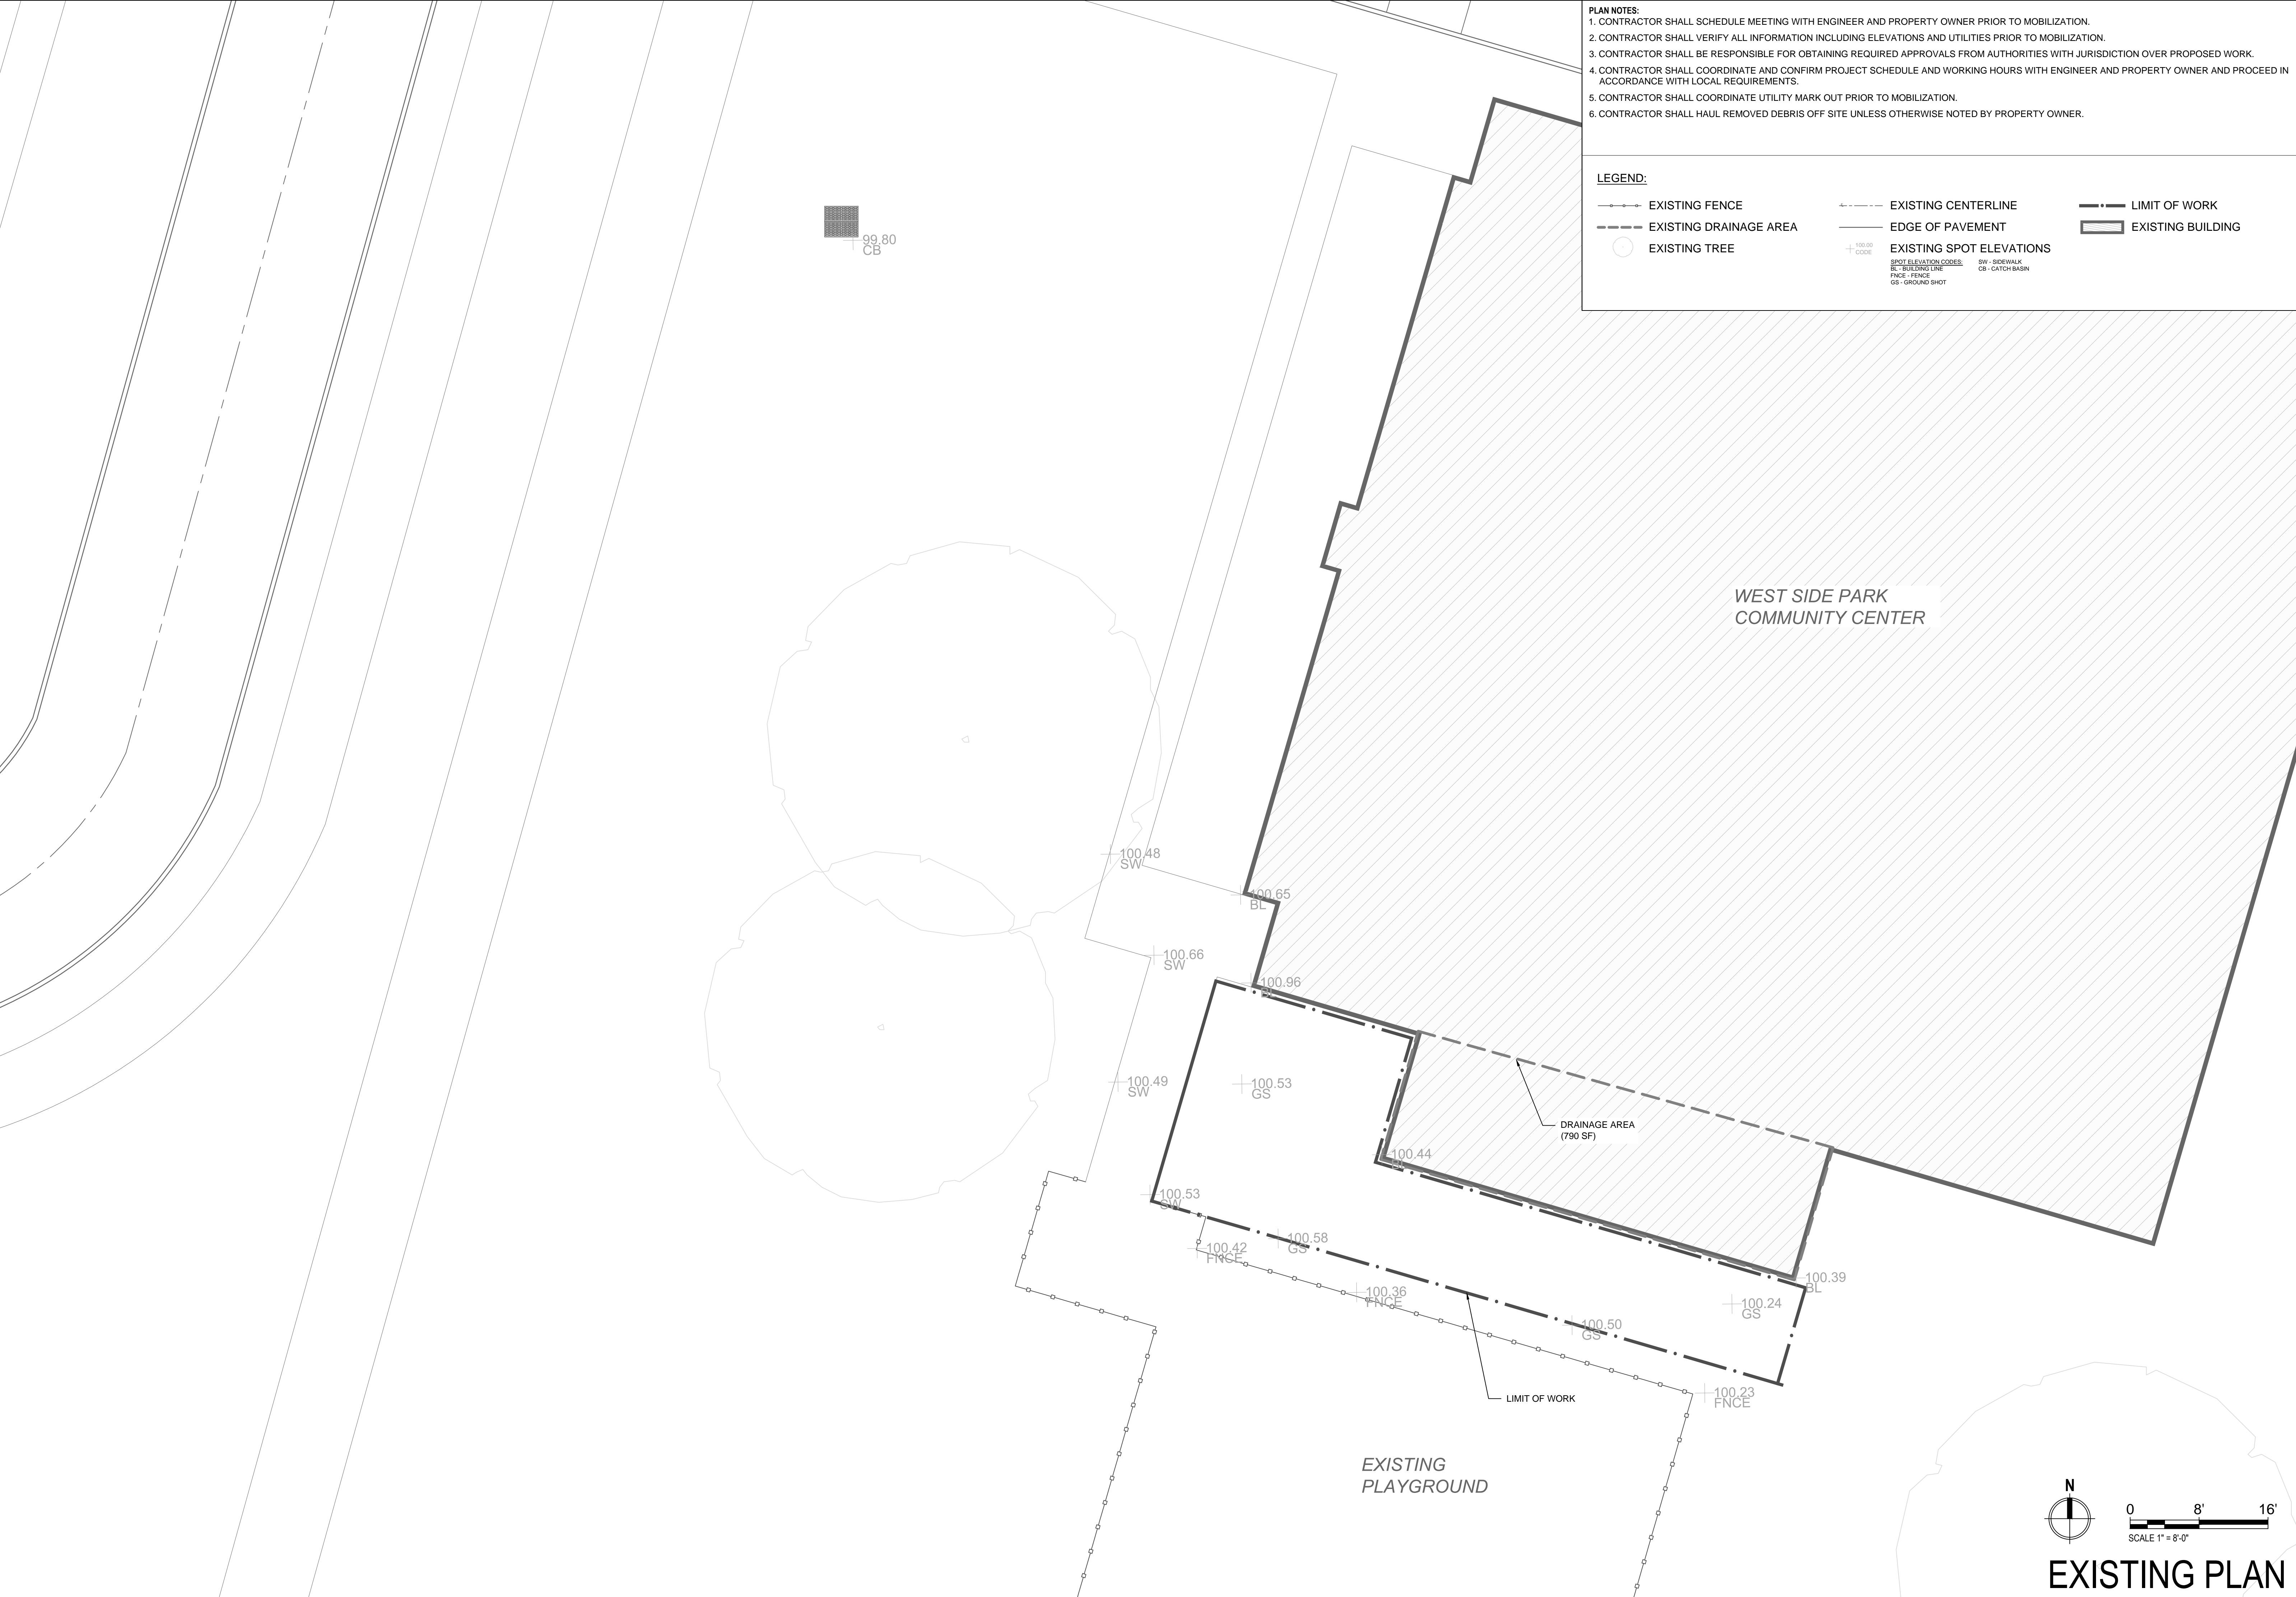 PLAN NOTES:
1. CONTRACTOR SHALL SCHEDULE MEETING WITH ENGINEER AND PROPERTY OWNER PRIOR TO MOBILIZATION.
2. CONTRACTOR SHALL VERIFY ALL INFORMATION INCLUDING ELEVATIONS AND UTILITIES PRIOR TO MOBILIZATION.
3. CONTRACTOR SHALL BE RESPONSIBLE FOR OBTAINING REQUIRED APPROVALS FROM AUTHORITIES WITH JURISDICTION OVER PROPOSED WORK.
4. CONTRACTOR SHALL COORDINATE AND CONFIRM PROJECT SCHEDULE AND WORKING HOURS WITH ENGINEER AND PROPERTY OWNER AND PROCEED IN
ACCORDANCE WITH LOCAL REQUIREMENTS.
5. CONTRACTOR SHALL COORDINATE UTILITY MARK OUT PRIOR TO MOBILIZATION.
6. CONTRACTOR SHALL HAUL REMOVED DEBRIS OFF SITE UNLESS OTHERWISE NOTED BY PROPERTY OWNER.
LEGEND:
EXISTING FENCE
EXISTING DRAINAGE AREA
EXISTING TREE
EXISTING CENTERLINE
EDGE OF PAVEMENT
100.00
CODE
EXISTING SPOT ELEVATIONS
SPOT ELEVATION CODES:
BL - BUILDING LINE
FNCE - FENCE
GS - GROUND SHOT
SW - SIDEWALK
CB - CATCH BASIN
LIMIT OF WORK
EXISTING BUILDING
99.80
CB
WEST SIDE PARK
COMMUNITY CENTER
100.48
SW
100.65
BL
100.66
SW
100.96
BL
100.49
SW
100.53
GS
DRAINAGE AREA
(790 SF)
100.44
BL
100.53
SW
100.42
FNCE
100.58
GS
100.36
FNCE
100.50
GS
100.24
GS
100.39
BL
100.23
FNCE
LIMIT OF WORK
EXISTING
PLAYGROUND
N
0 8' 16'
SCALE 1" = 8'-0"
EXISTING PLAN